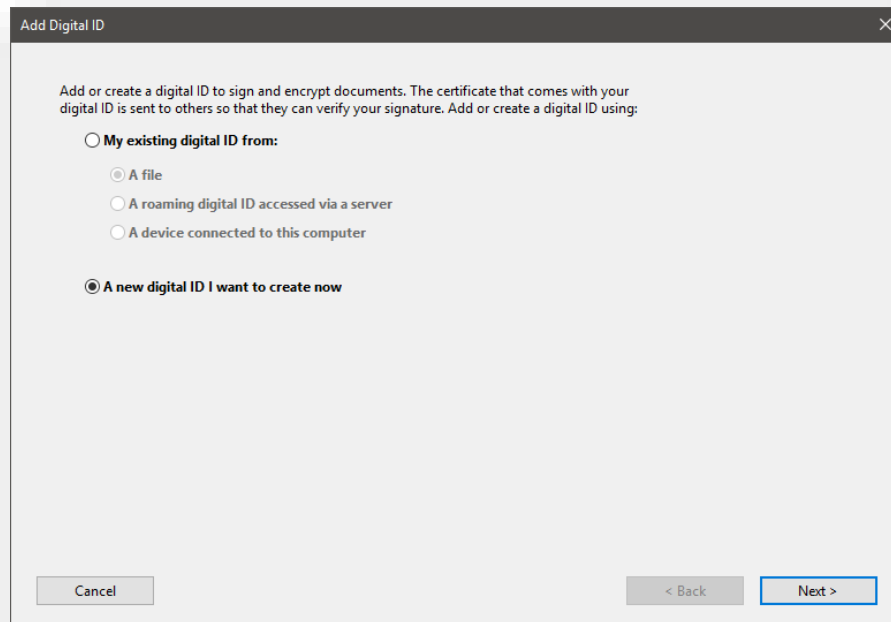 Add Digital ID
Add or create a digital ID to sign and encrypt documents. The certificate that comes with your
digital ID is sent to others so that they can verify your signature. Add or create a digital ID using:
My existing digital ID from:
A file
A roaming digital ID accessed via a server
A device connected to this computer
A new digital ID I want to create now
Cancel
< Back
Next >